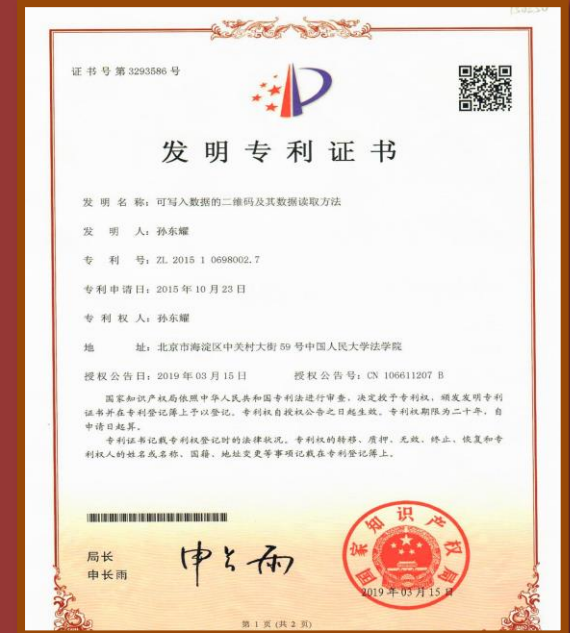 证书号第3293586号
发明专利证书
发明名称：可写入数据的二维码及其数据读取方法
发明人：孙东耀
专利号：ZL 2015 1 0698002.7
专利申请日：2015年10月23日
专利权人：孙东耀
地址：北京市海淀区中关村大街59号中国人民大学法学院
授权公告日：2019年03月15日 授权公告号：CN 106611207 B
国家知识产权局依照中华人民共和国专利法进行审查，决定授予专利权，颁发发明专利
证书并在专利登记簿上予以登记。专利权自授权公告之日起生效。专利权期限为二十年，自
申请日起算。
专利证书记载专利权登记时的法律状况。专利权的转移、质押、无效、终止、恢复和专
利权人的姓名或名称、国籍、地址变更等事项记载在专利登记簿上。
局长
申长雨
申长雨
国家知识产权局
2019年03月15日
第 1 页 (共 2 页)